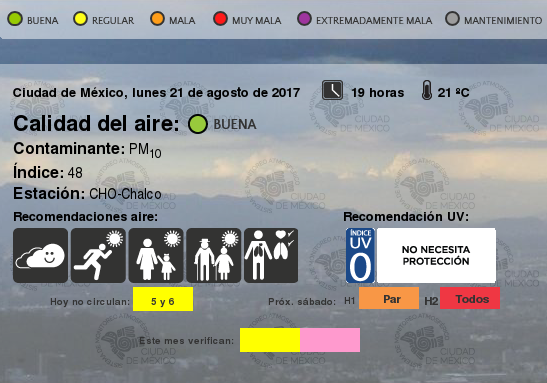 BUENA REGULAR MALA MUY MALA EXTREMADAMENTE MALA MANTENIMIENTO
Ciudad de México, lunes 21 de agosto de 2017 19 horas 21 ºC
Calidad del aire: BUENA
Contaminante: PM10
Índice: 48
Estación: CHO-Chalco
Recomendaciones aire: Recomendación UV:
ÍNDICE
UV
0
NO NECESITA
PROTECCIÓN
Hoy no circulan: 5 y 6 Próx. sábado: H1 Par H2 Todos
Este mes verifican:
CIUDAD
DE MÉXICO